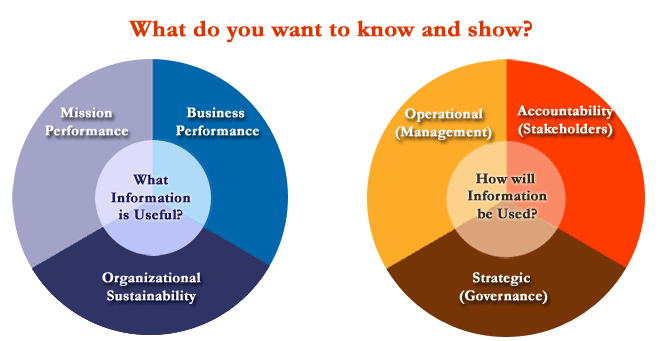 What do you want to know and show?
Mission
Performance
Business
Performance
What
Information
is Useful?
Organizational
Sustainability
Operational
(Management)
Accountability
(Stakeholders)
How will
Information
be Used?
Strategic
(Governance)